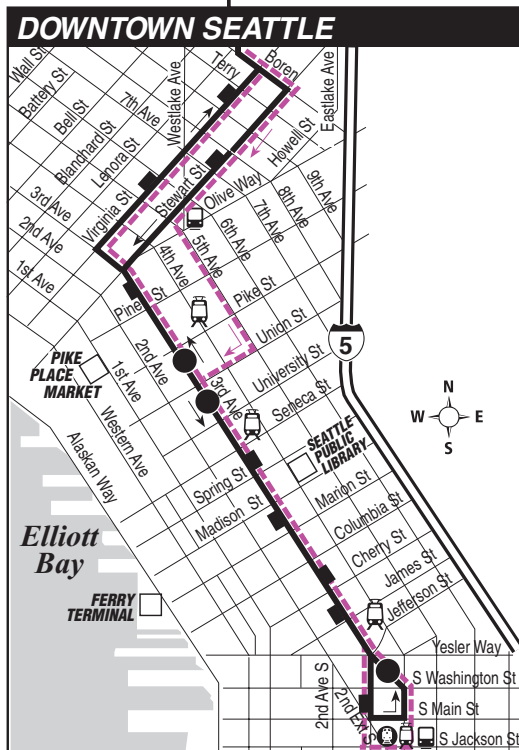 DOWNTOWN SEATTLE
Wall St
Battery St
Bell St
Blanchard St
Lenora St
7th Ave
Westlake Ave
Terry
Boren
Eastlake Ave
3rd Ave
2nd Ave
1st Ave
Virginia St
Stewart St
Howell St
Olive Way
9th Ave
8th Ave
7th Ave
6th Ave
5th Ave
4th Ave
Pine St
Pike St
Union St
University St
Seneca St
5
PIKE
PLACE
MARKET
2nd Ave
1st Ave
Western Ave
Alaskan Way
3rd Ave
N
W E
S
SEATTLE
PUBLIC
LIBRARY
Spring St
Madison St
Marion St
Columbia St
Cherry St
James St
Jefferson St
Elliott
Bay
FERRY
TERMINAL
Yesler Way
S Washington St
S Main St
S Jackson St
2nd Ave S
2nd Ext S